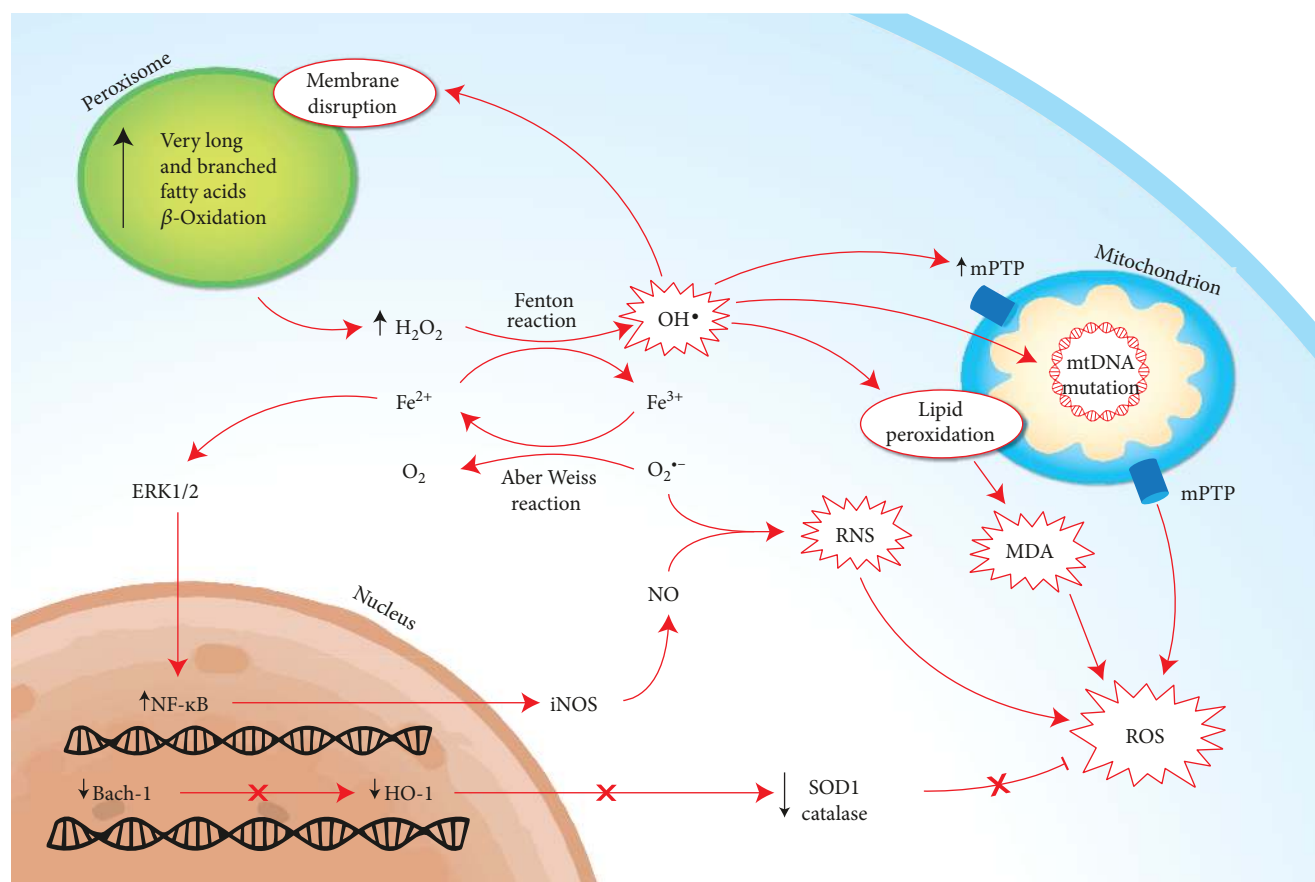 Peroxisome
Membrane
disruption
Very long
and branched
fatty acids
β-Oxidation
mPTP
Mitochondrion
H₂O₂
Fenton
reaction
OH•
mtDNA
mutation
Fe²⁺
Fe³⁺
Lipid
peroxidation
O₂
Aber Weiss
reaction
O₂•⁻
ERK1/2
mPTP
RNS
MDA
NO
Nucleus
NF-κB
iNOS
ROS
Bach-1
HO-1
SOD1
catalase